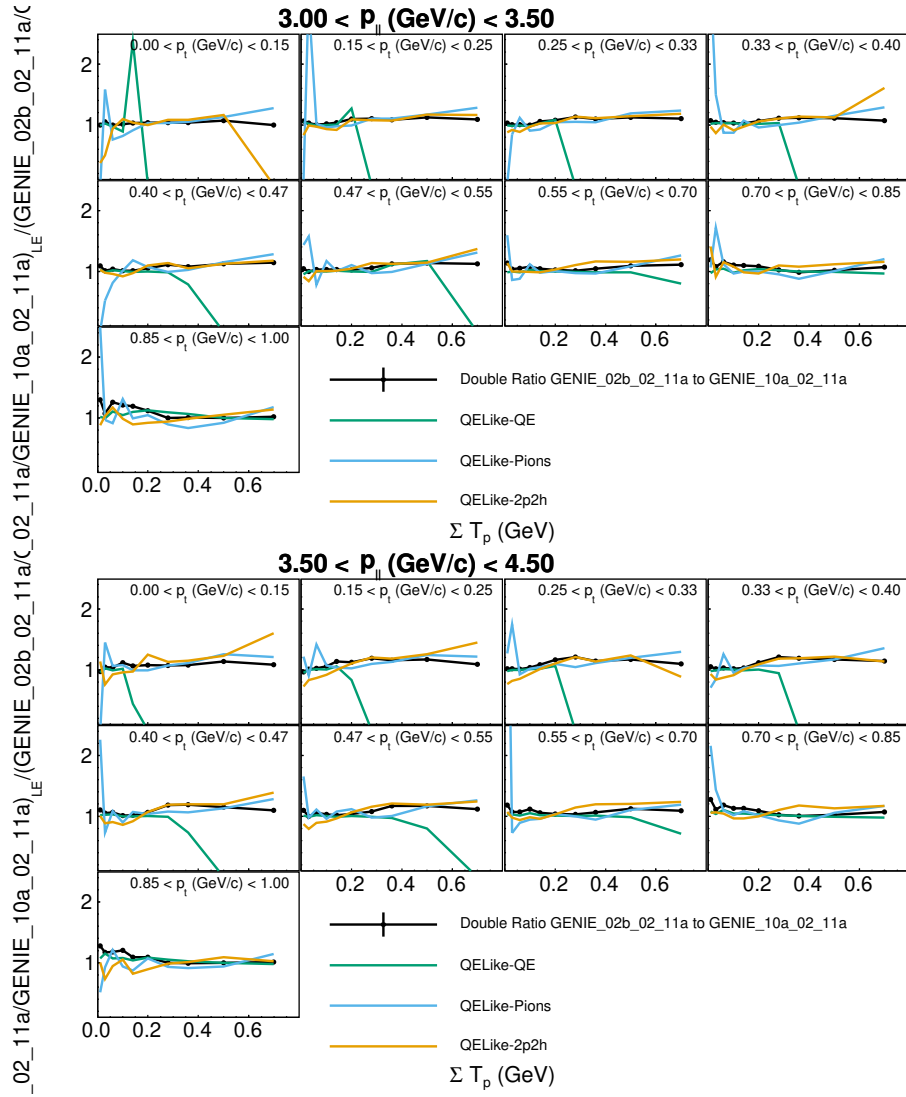 3.00 < p|| (GeV/c) < 3.50
0.00 < pt (GeV/c) < 0.15
0.15 < pt (GeV/c) < 0.25
0.25 < pt (GeV/c) < 0.33
0.33 < pt (GeV/c) < 0.40
2
1
0.40 < pt (GeV/c) < 0.47
0.47 < pt (GeV/c) < 0.55
0.55 < pt (GeV/c) < 0.70
0.70 < pt (GeV/c) < 0.85
2
1
0.85 < pt (GeV/c) < 1.00
0.2 0.4 0.6
0.2 0.4 0.6
0.2 0.4 0.6
2
1
0.0 0.2 0.4 0.6
Double Ratio GENIE_02b_02_11a to GENIE_10a_02_11a
QELike-QE
QELike-Pions
QELike-2p2h
Σ Tp (GeV)
3.50 < p|| (GeV/c) < 4.50
0.00 < pt (GeV/c) < 0.15
0.15 < pt (GeV/c) < 0.25
0.25 < pt (GeV/c) < 0.33
0.33 < pt (GeV/c) < 0.40
2
1
0.40 < pt (GeV/c) < 0.47
0.47 < pt (GeV/c) < 0.55
0.55 < pt (GeV/c) < 0.70
0.70 < pt (GeV/c) < 0.85
2
1
0.85 < pt (GeV/c) < 1.00
0.2 0.4 0.6
0.2 0.4 0.6
0.2 0.4 0.6
2
1
0.0 0.2 0.4 0.6
Double Ratio GENIE_02b_02_11a to GENIE_10a_02_11a
QELike-QE
QELike-Pions
QELike-2p2h
Σ Tp (GeV)
_02_11a/GENIE_10a_02_11a)LE/(GENIE_02b_02_11a/GENIE_10a_02_11a)LE/(GENIE_02b_02_11a/